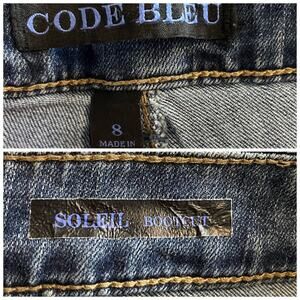 CODE BLEU
8
MADE IN
SOLEIL BOOTCUT